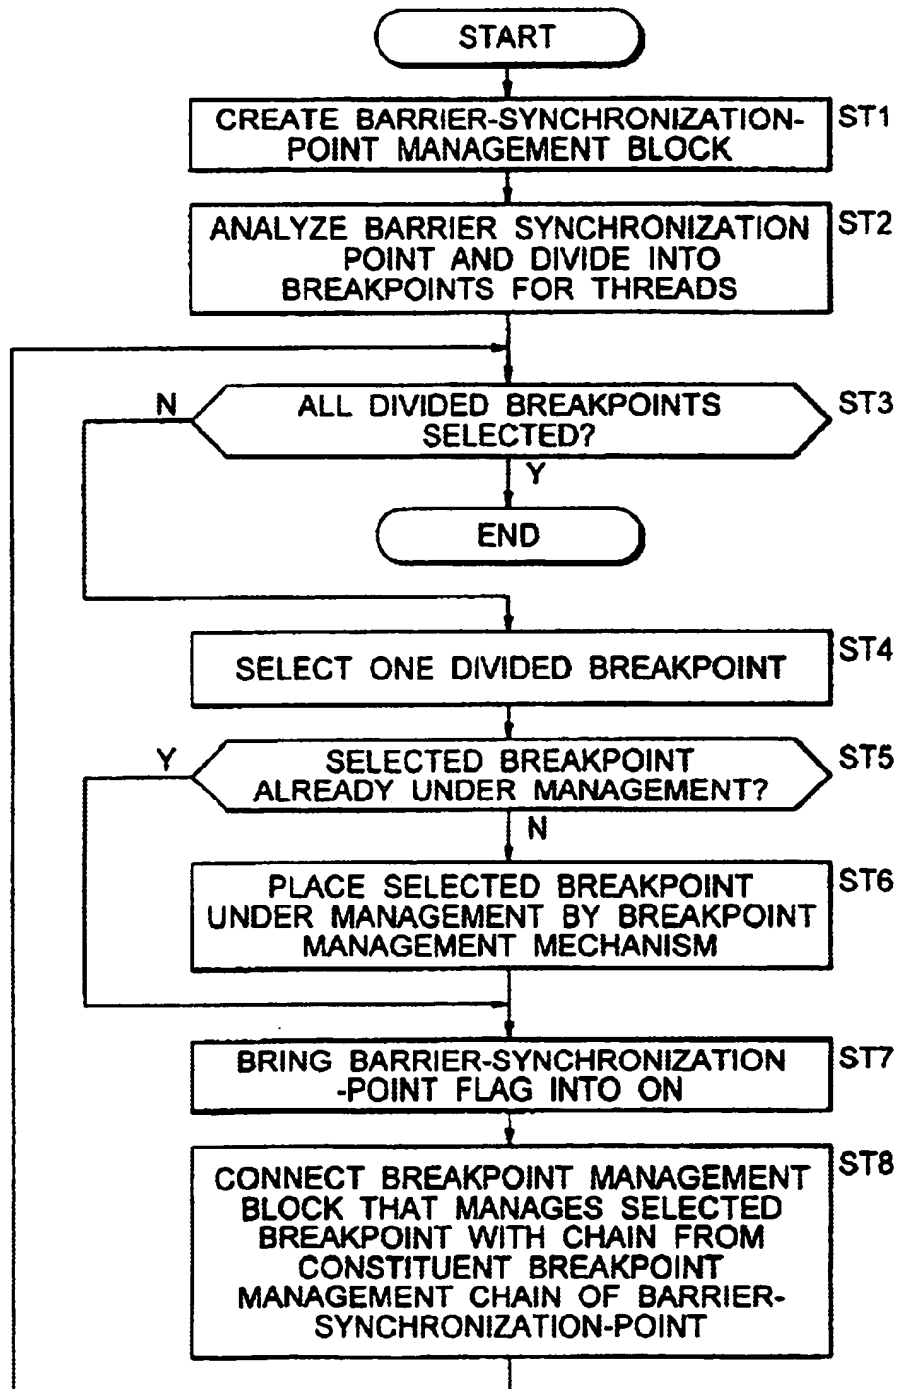 START
CREATE BARRIER-SYNCHRONIZATION-
POINT MANAGEMENT BLOCK
ST1
ANALYZE BARRIER SYNCHRONIZATION
POINT AND DIVIDE INTO
BREAKPOINTS FOR THREADS
ST2
N
ALL DIVIDED BREAKPOINTS
SELECTED?
ST3
Y
END
SELECT ONE DIVIDED BREAKPOINT
ST4
Y
SELECTED BREAKPOINT
ALREADY UNDER MANAGEMENT?
ST5
N
PLACE SELECTED BREAKPOINT
UNDER MANAGEMENT BY BREAKPOINT
MANAGEMENT MECHANISM
ST6
BRING BARRIER-SYNCHRONIZATION
-POINT FLAG INTO ON
ST7
CONNECT BREAKPOINT MANAGEMENT
BLOCK THAT MANAGES SELECTED
BREAKPOINT WITH CHAIN FROM
CONSTITUENT BREAKPOINT
MANAGEMENT CHAIN OF BARRIER-
SYNCHRONIZATION-POINT
ST8